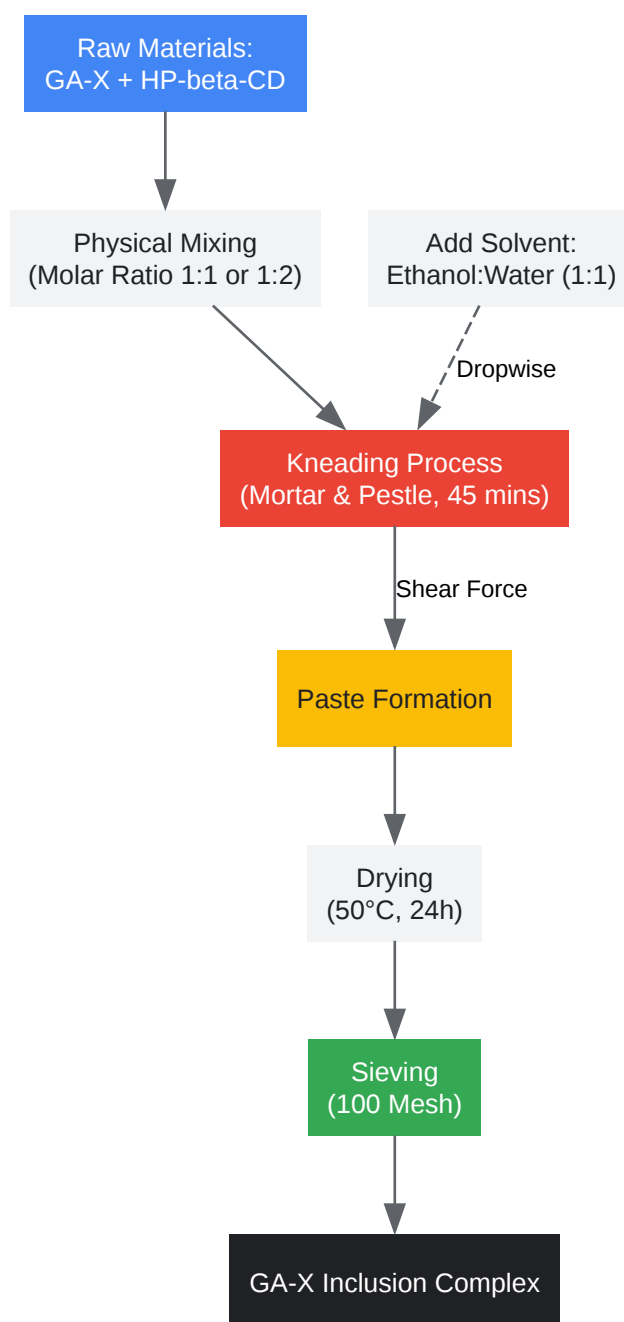 Raw Materials:
GA-X + HP-beta-CD
Physical Mixing
(Molar Ratio 1:1 or 1:2)
Add Solvent:
Ethanol:Water (1:1)
Dropwise
Kneading Process
(Mortar & Pestle, 45 mins)
Shear Force
Paste Formation
Drying
(50°C, 24h)
Sieving
(100 Mesh)
GA-X Inclusion Complex